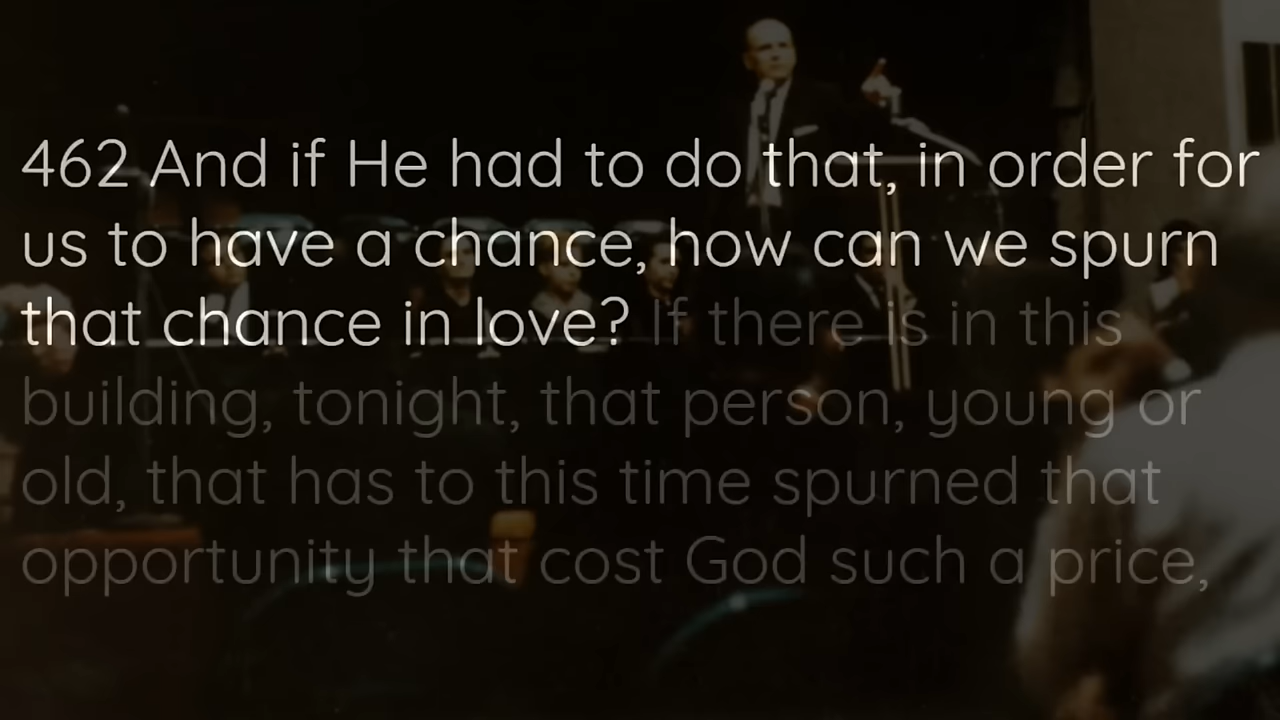 462 And if He had to do that, in order for
us to have a chance, how can we spurn
that chance in love? If there is in this
building, tonight, that person, young or
old, that has to this time spurned that
opportunity that cost God such a price,